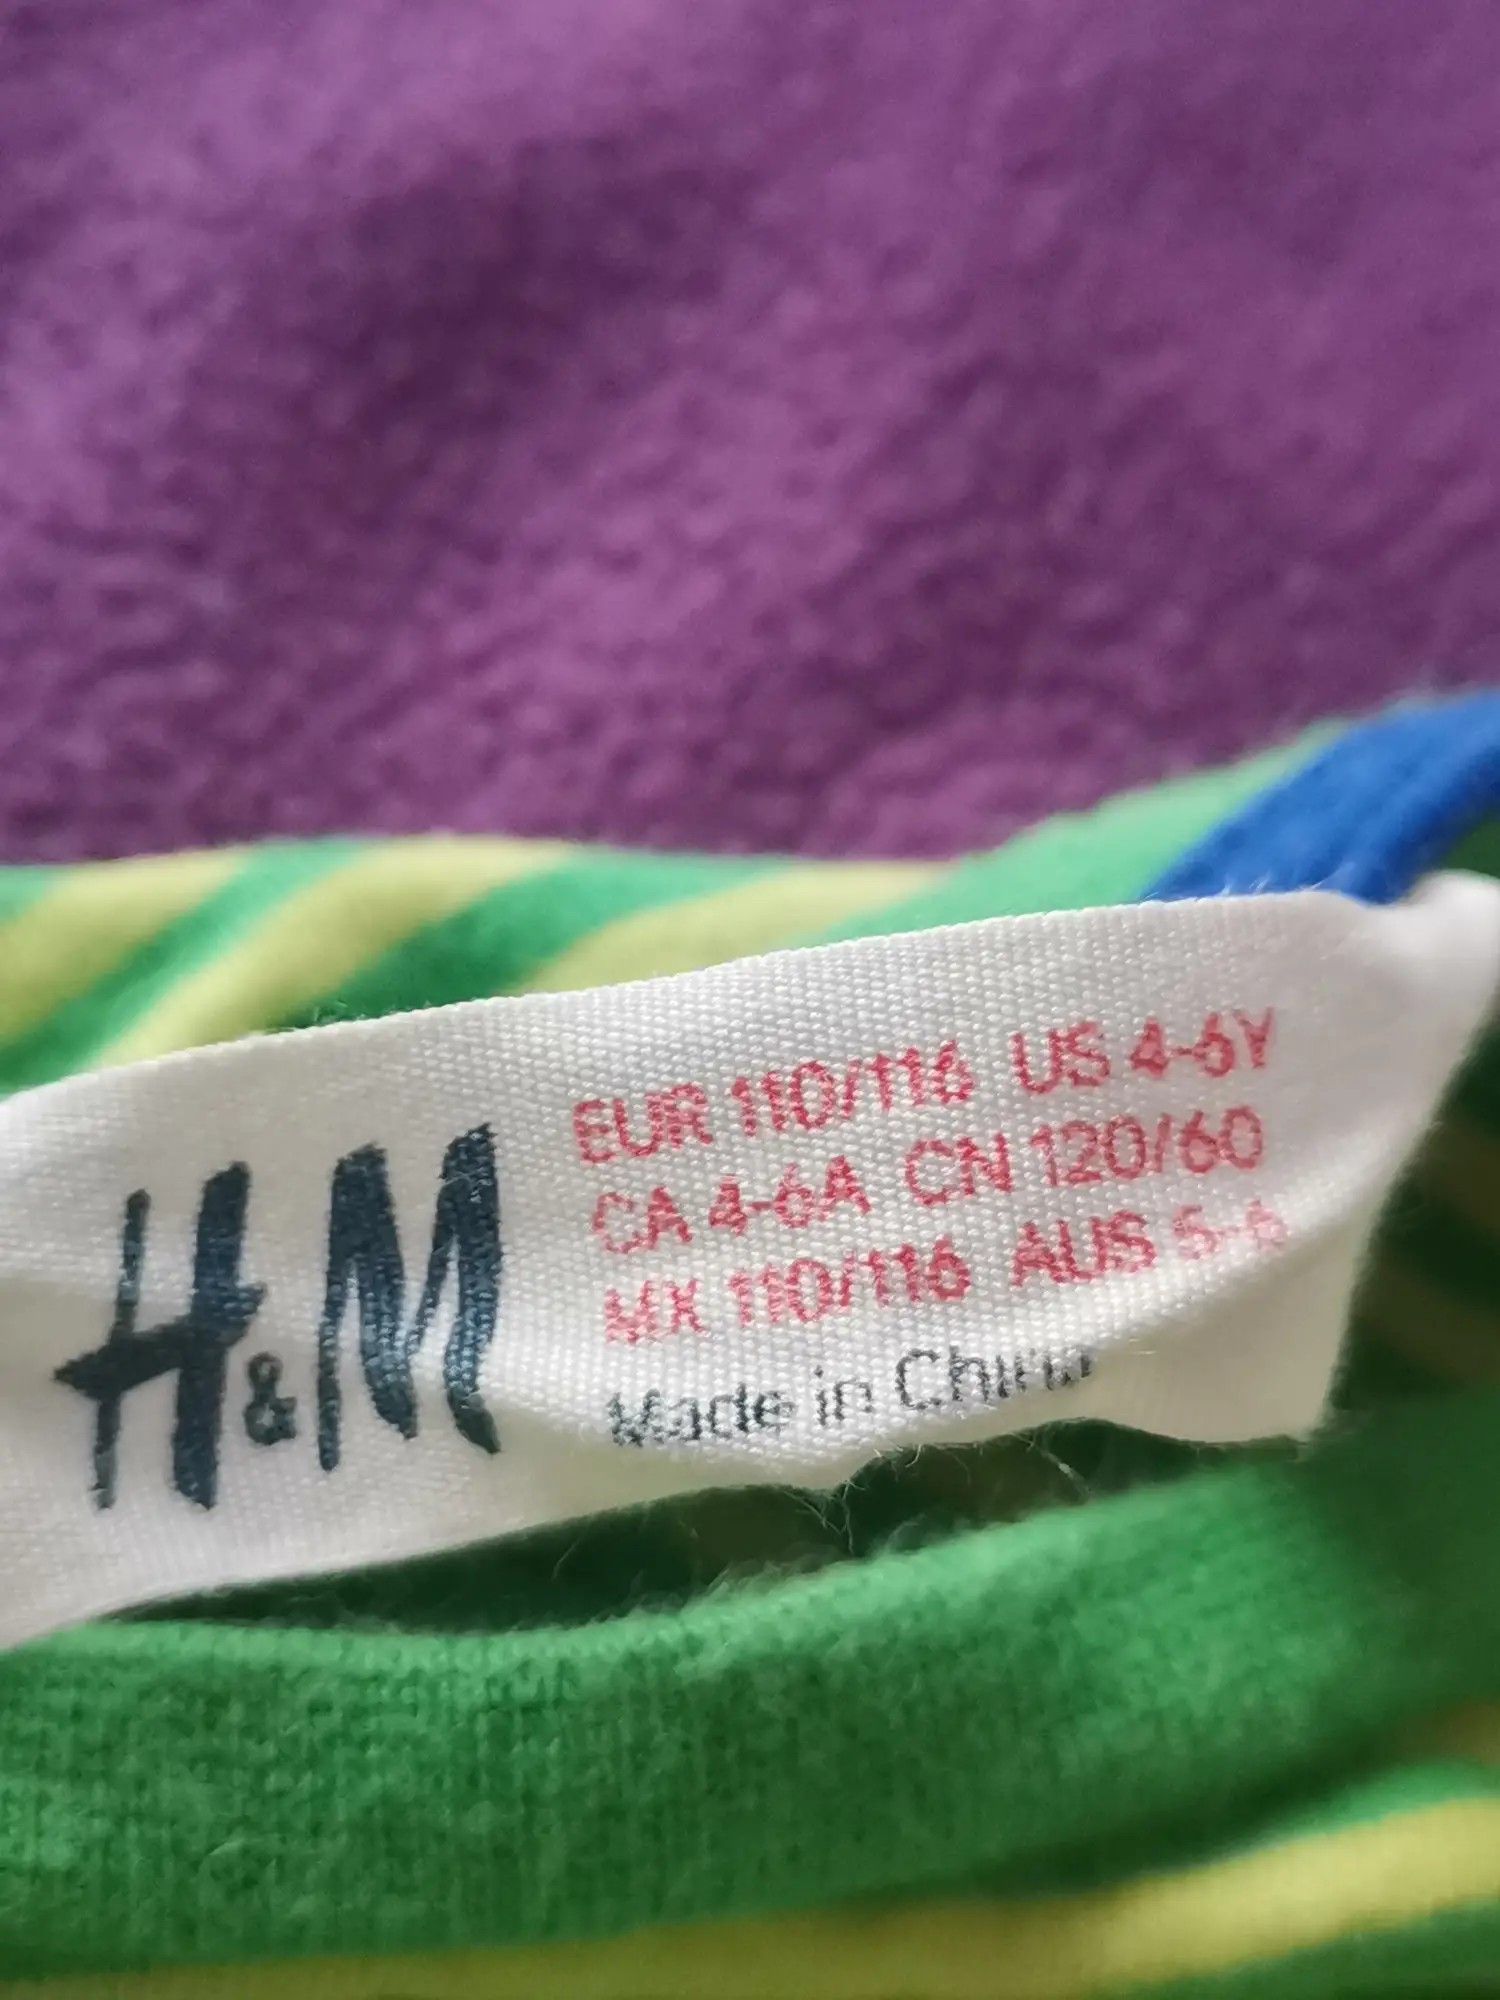 H&M
EUR 110/116 US 4-6Y
CA 4-6A CN 120/60
MX 110/116 AUS 5-6
Made in China